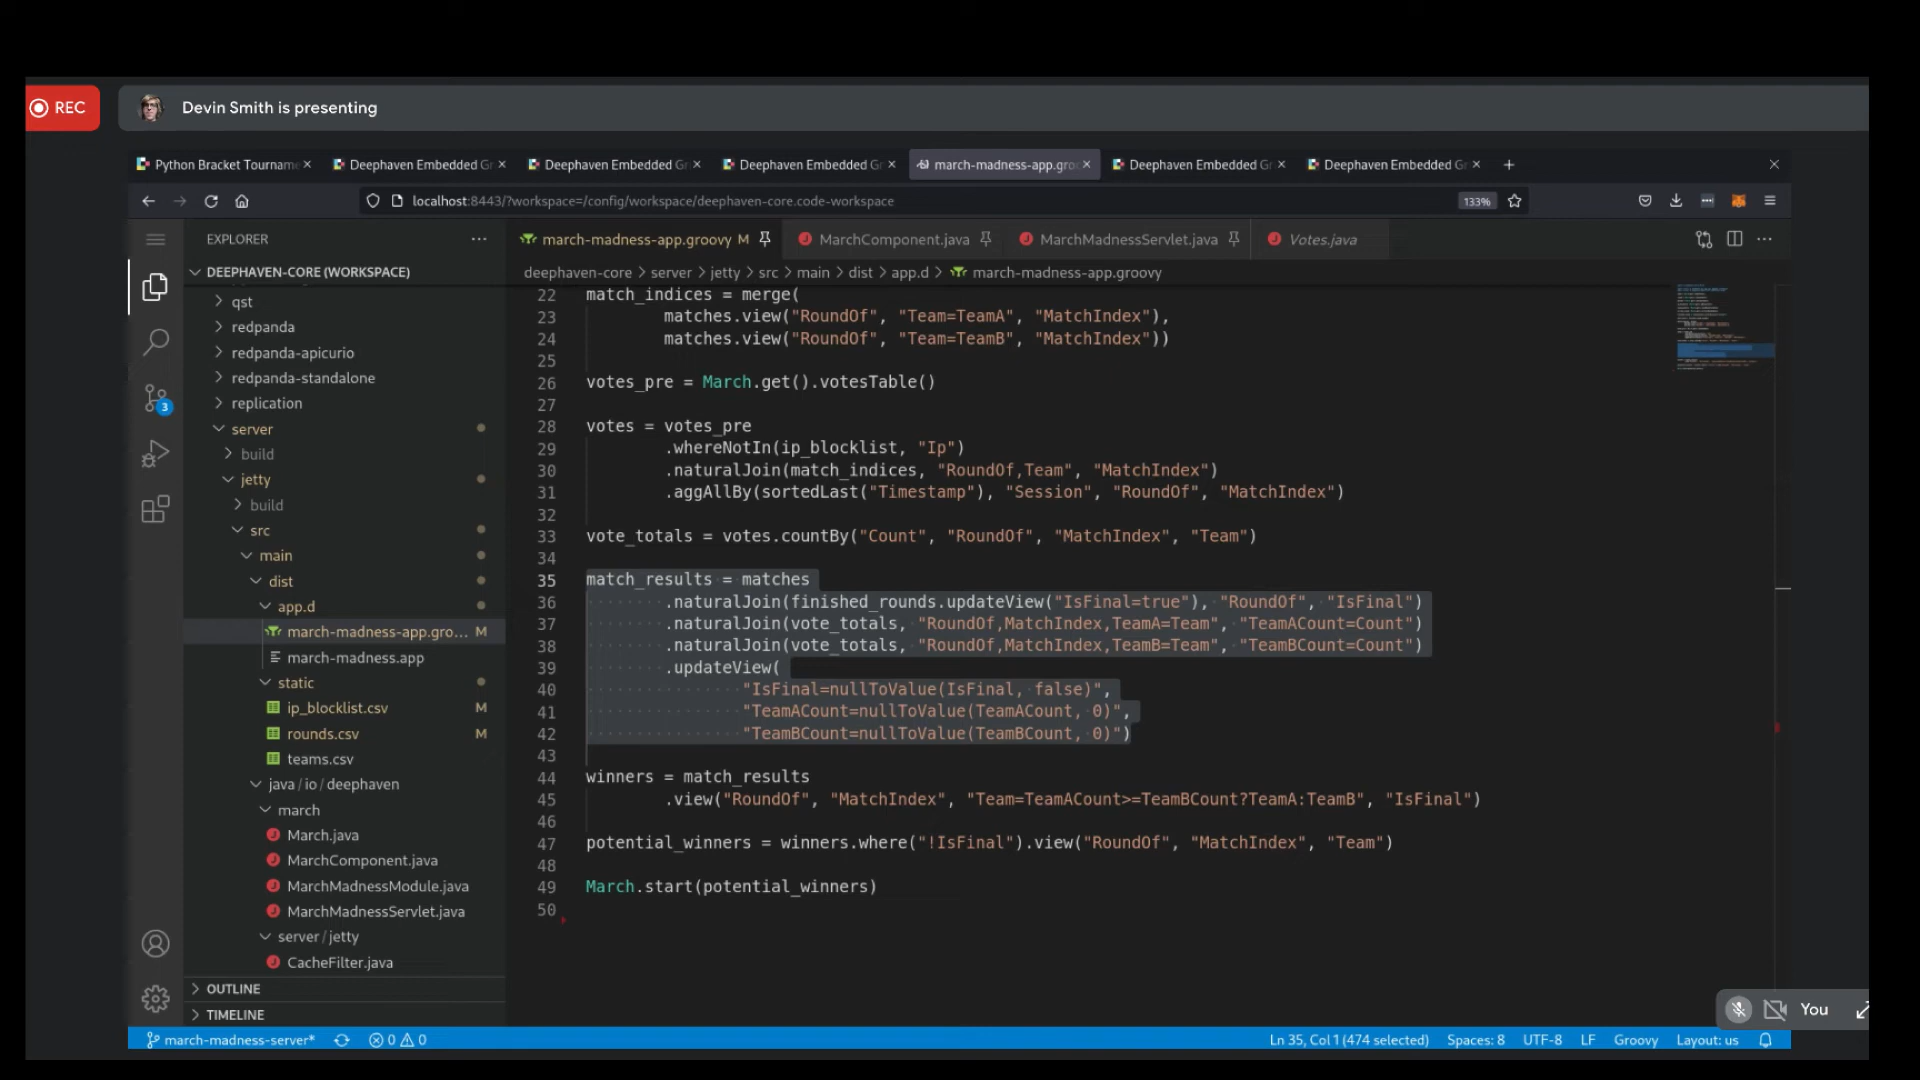 REC
Devin Smith is presenting
Python Bracket Tourname
Deephaven Embedded Gr
Deephaven Embedded Gr
Deephaven Embedded Gr
march-madness-app.gro
Deephaven Embedded Gr
Deephaven Embedded Gr
localhost:8443/?workspace=/config/workspace/deephaven-core.code-workspace
133%
EXPLORER
march-madness-app.groovy M
MarchComponent.java
MarchMadnessServlet.java
Votes.java
DEEPHAVEN-CORE (WORKSPACE)
deephaven-core > server > jetty > src > main > dist > app.d > march-madness-app.groovy
qst
redpanda
redpanda-apicurio
redpanda-standalone
replication
3
server
build
jetty
build
src
main
dist
app.d
march-madness-app.gro... M
march-madness.app
static
ip_blocklist.csv M
rounds.csv M
teams.csv
java / io / deephaven
march
March.java
MarchComponent.java
MarchMadnessModule.java
MarchMadnessServlet.java
server / jetty
CacheFilter.java
OUTLINE
TIMELINE
22 match_indices = merge(
23 matches.view("RoundOf", "Team=TeamA", "MatchIndex"),
24 matches.view("RoundOf", "Team=TeamB", "MatchIndex"))
25
26 votes_pre = March.get().votesTable()
27
28 votes = votes_pre
29 .whereNotIn(ip_blocklist, "Ip")
30 .naturalJoin(match_indices, "RoundOf,Team", "MatchIndex")
31 .aggAllBy(sortedLast("Timestamp"), "Session", "RoundOf", "MatchIndex")
32
33 vote_totals = votes.countBy("Count", "RoundOf", "MatchIndex", "Team")
34
35 match_results = matches
36 .naturalJoin(finished_rounds.updateView("IsFinal=true"), "RoundOf", "IsFinal")
37 .naturalJoin(vote_totals, "RoundOf,MatchIndex,TeamA=Team", "TeamACount=Count")
38 .naturalJoin(vote_totals, "RoundOf,MatchIndex,TeamB=Team", "TeamBCount=Count")
39 .updateView(
40 "IsFinal=nullToValue(IsFinal, false)",
41 "TeamACount=nullToValue(TeamACount, 0)",
42 "TeamBCount=nullToValue(TeamBCount, 0)")
43
44 winners = match_results
45 .view("RoundOf", "MatchIndex", "Team=TeamACount>=TeamBCount?TeamA:TeamB", "IsFinal")
46
47 potential_winners = winners.where("!IsFinal").view("RoundOf", "MatchIndex", "Team")
48
49 March.start(potential_winners)
50
You
march-madness-server*
0 0
Ln 35, Col 1 (474 selected)
Spaces: 8
UTF-8
LF
Groovy
Layout: us